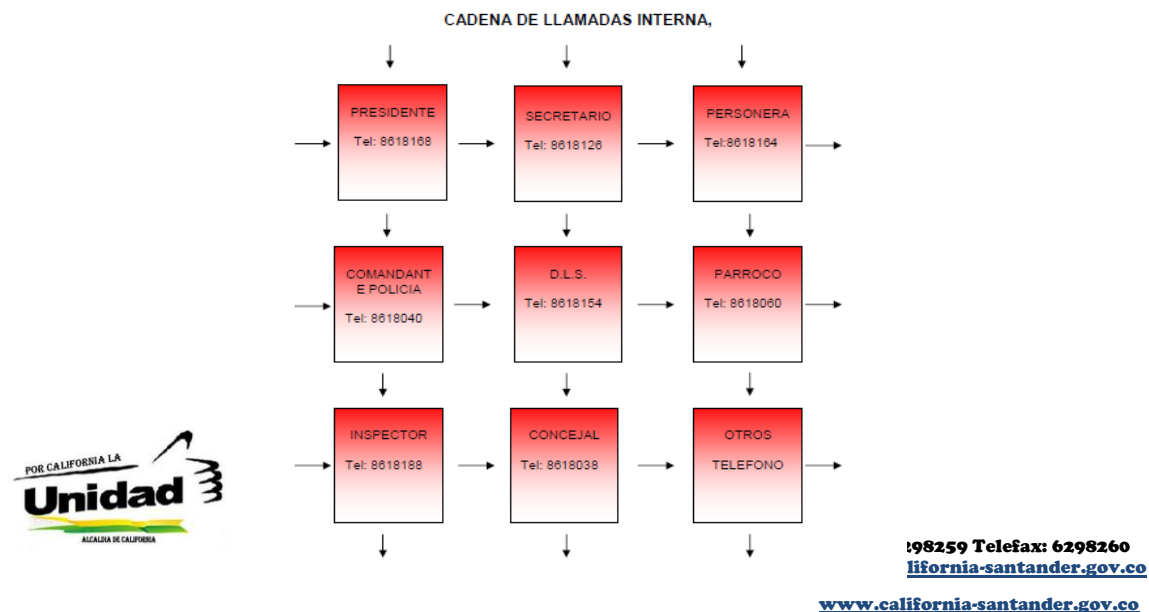 CADENA DE LLAMADAS INTERNA,
PRESIDENTE
Tel: 8618168
SECRETARIO
Tel: 8618126
PERSONERA
Tel:8618164
COMANDANT
E POLICIA
Tel: 8618040
D.L.S.
Tel: 8618154
PARROCO
Tel: 8618060
INSPECTOR
Tel: 8618188
CONCEJAL
Tel: 8618038
OTROS
TELEFONO
POR CALIFORNIA LA
Unidad
ALCALDIA DE CALIFORNIA
298259 Telefax: 6298260
lifornia-santander.gov.co
www.california-santander.gov.co